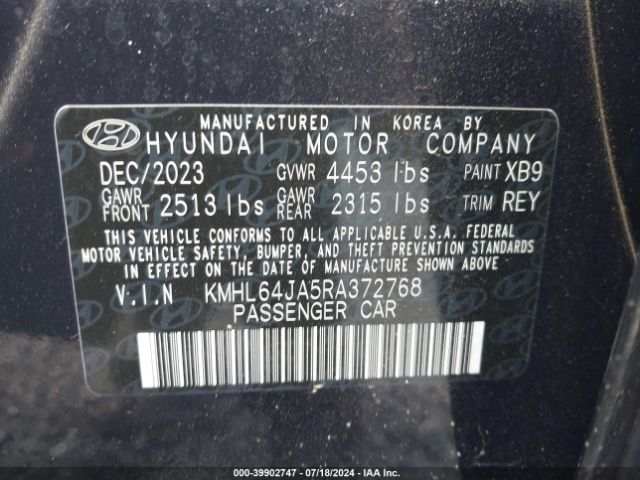 MANUFACTURED IN KOREA BY
HYUNDAI MOTOR COMPANY
DEC/2023 GVWR 4453 lbs PAINT XB9
GAWR FRONT 2513 lbs GAWR REAR 2315 lbs TRIM REY
THIS VEHICLE CONFORMS TO ALL APPLICABLE U.S.A. FEDERAL
MOTOR VEHICLE SAFETY, BUMPER, AND THEFT PREVENTION STANDARDS
IN EFFECT ON THE DATE OF MANUFACTURE SHOWN ABOVE
V.I.N KMHL64JA5RA372768
PASSENGER CAR
000-39902747 / 07/18/2024 - IAA Inc.